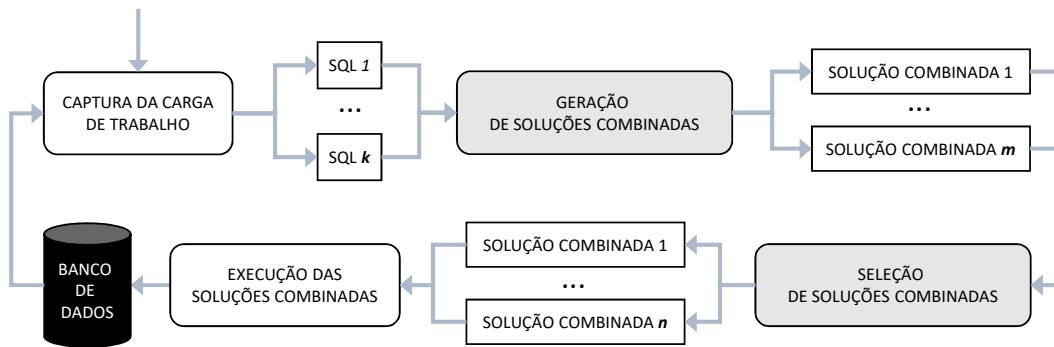 CAPTURA DA CARGA
DE TRABALHO
SQL 1
...
SQL k
GERAÇÃO
DE SOLUÇÕES COMBINADAS
SOLUÇÃO COMBINADA 1
...
SOLUÇÃO COMBINADA m
SELEÇÃO
DE SOLUÇÕES COMBINADAS
SOLUÇÃO COMBINADA 1
...
SOLUÇÃO COMBINADA n
EXECUÇÃO DAS
SOLUÇÕES COMBINADAS
BANCO
DE
DADOS